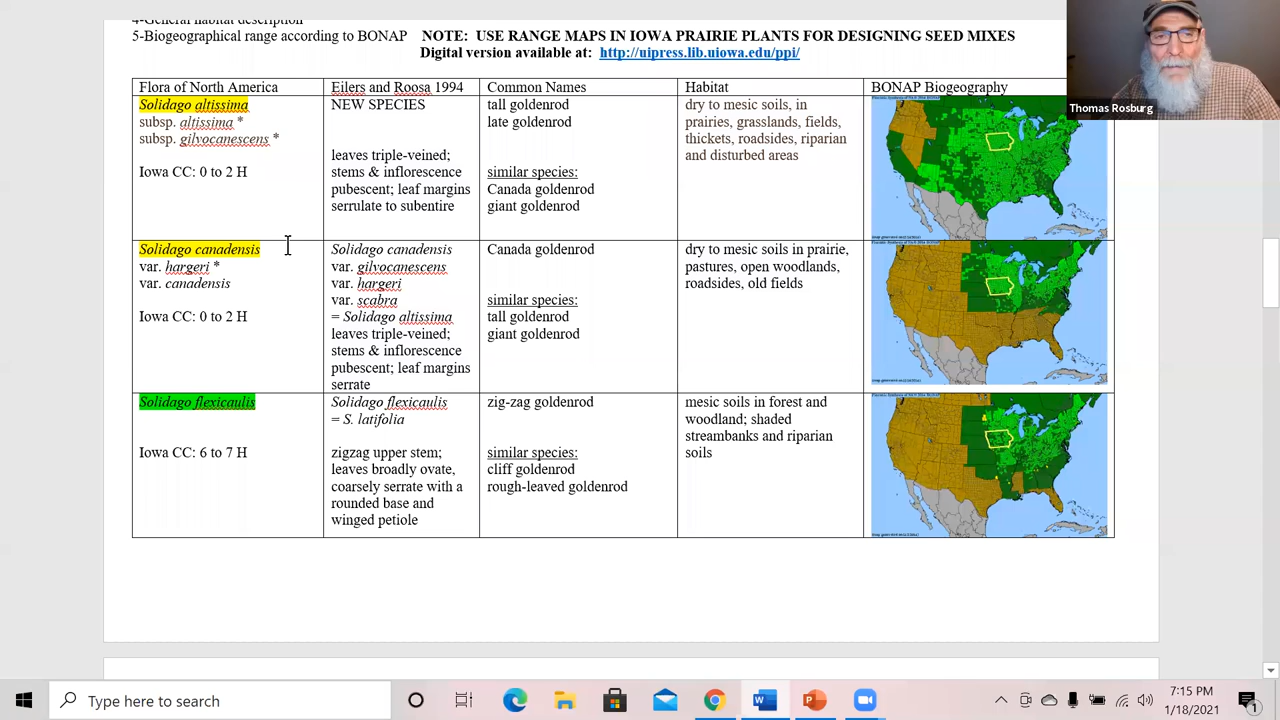 4-General habitat description
5-Biogeographical range according to BONAP NOTE: USE RANGE MAPS IN IOWA PRAIRIE PLANTS FOR DESIGNING SEED MIXES
Digital version available at: http://uipress.lib.uiowa.edu/ppi/
Thomas Rosburg
Flora of North America
Eilers and Roosa 1994
Common Names
Habitat
BONAP Biogeography
Solidago altissima
subsp. altissima *
subsp. gilvocanescens *
Iowa CC: 0 to 2 H
NEW SPECIES
leaves triple-veined;
stems & inflorescence
pubescent; leaf margins
serrulate to subentire
tall goldenrod
late goldenrod
similar species:
Canada goldenrod
giant goldenrod
dry to mesic soils, in
prairies, grasslands, fields,
thickets, roadsides, riparian
and disturbed areas
Solidago canadensis
var. hargeri *
var. canadensis
Iowa CC: 0 to 2 H
Solidago canadensis
var. gilvocanescens
var. hargeri
var. scabra
= Solidago altissima
leaves triple-veined;
stems & inflorescence
pubescent; leaf margins
serrate
Canada goldenrod
similar species:
tall goldenrod
giant goldenrod
dry to mesic soils in prairie,
pastures, open woodlands,
roadsides, old fields
Solidago flexicaulis
Iowa CC: 6 to 7 H
Solidago flexicaulis
= S. latifolia
zigzag upper stem;
leaves broadly ovate,
coarsely serrate with a
rounded base and
winged petiole
zig-zag goldenrod
similar species:
cliff goldenrod
rough-leaved goldenrod
mesic soils in forest and
woodland; shaded
streambanks and riparian
soils
Type here to search
7:15 PM
1/18/2021
1